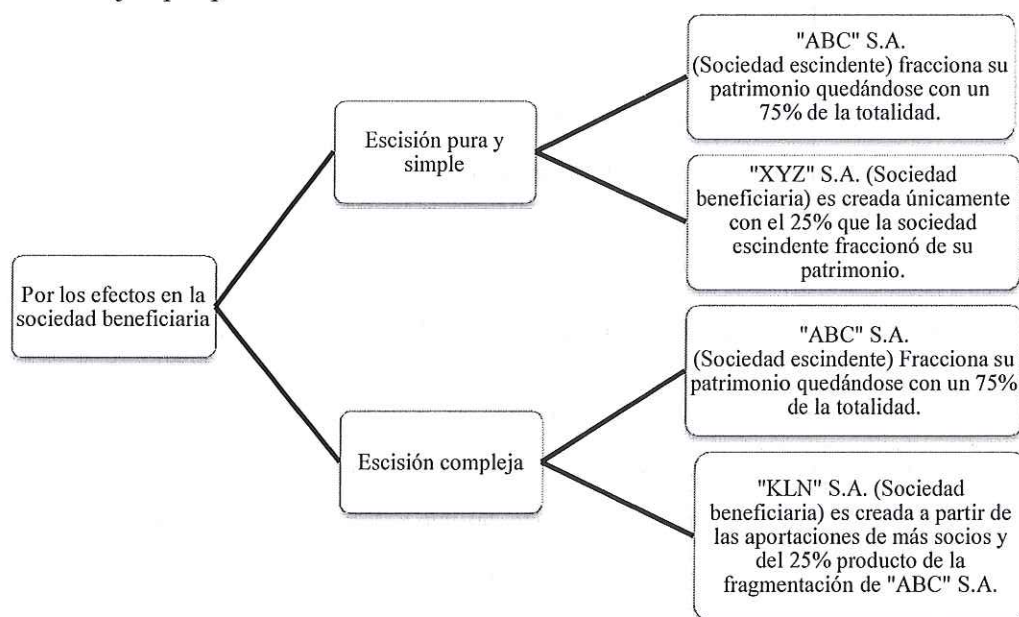 "ABC" S.A.
(Sociedad escindente) fracciona su
patrimonio quedándose con un
75% de la totalidad.
Escisión pura y
simple
"XYZ" S.A. (Sociedad
beneficiaria) es creada únicamente
con el 25% que la sociedad
escindente fraccionó de su
patrimonio.
Por los efectos en la
sociedad beneficiaria
"ABC" S.A.
(Sociedad escindente) Fracciona su
patrimonio quedándose con un 75%
de la totalidad.
Escisión compleja
"KLN" S.A. (Sociedad
beneficiaria) es creada a partir de
las aportaciones de más socios y
del 25% producto de la
fragmentación de "ABC" S.A.